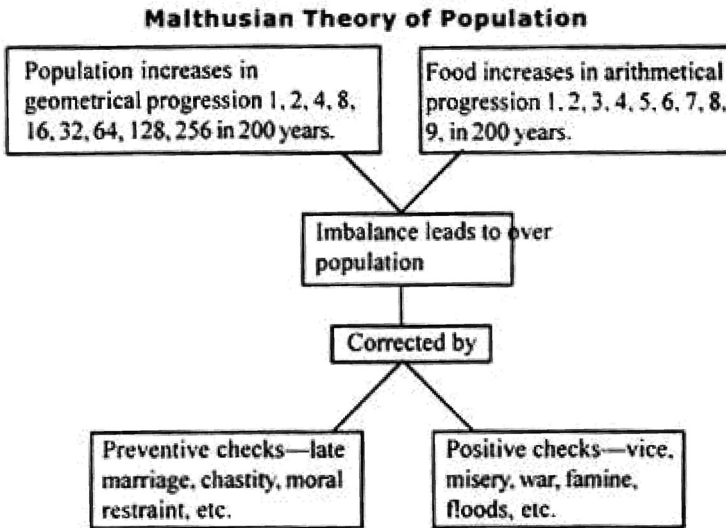 Malthusian Theory of Population
Population increases in
geometrical progression 1, 2, 4, 8,
16, 32, 64, 128, 256 in 200 years.
Food increases in arithmetical
progression 1, 2, 3, 4, 5, 6, 7, 8,
9, in 200 years.
Imbalance leads to over
population
Corrected by
Preventive checks—late
marriage, chastity, moral
restraint, etc.
Positive checks—vice,
misery, war, famine,
floods, etc.